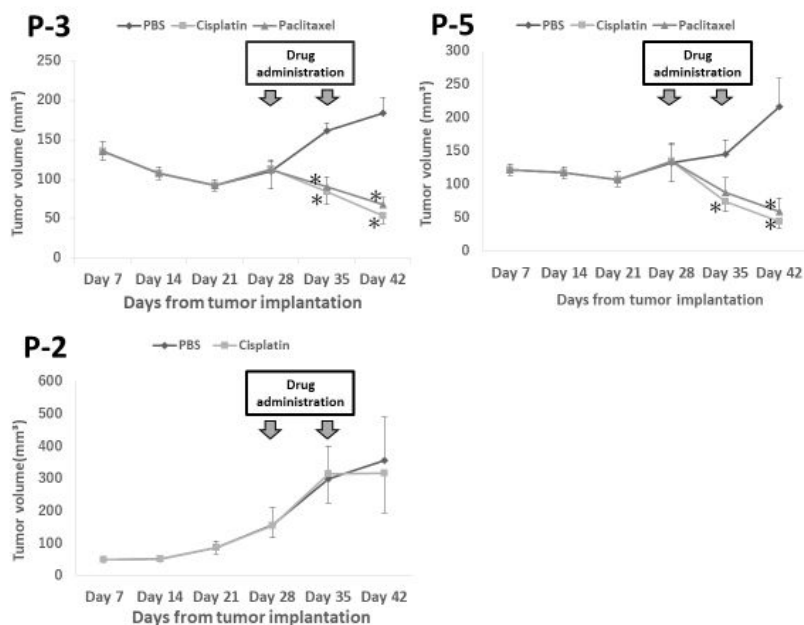 P-3
PBS Cisplatin Paclitaxel
Drug
administration
Tumor volume (mm³)
250
200
150
100
50
0
*
*
*
*
Day 7 Day 14 Day 21 Day 28 Day 35 Day 42
Days from tumor implantation
P-5
PBS Cisplatin Paclitaxel
Drug
administration
Tumor volume (mm³)
300
250
200
150
100
50
0
*
*
*
Day 7 Day 14 Day 21 Day 28 Day 35 Day 42
Days from tumor implantation
P-2
PBS Cisplatin
Drug
administration
Tumor volume(mm³)
600
500
400
300
200
100
0
Day 7 Day 14 Day 21 Day 28 Day 35 Day 42
Days from tumor implantation